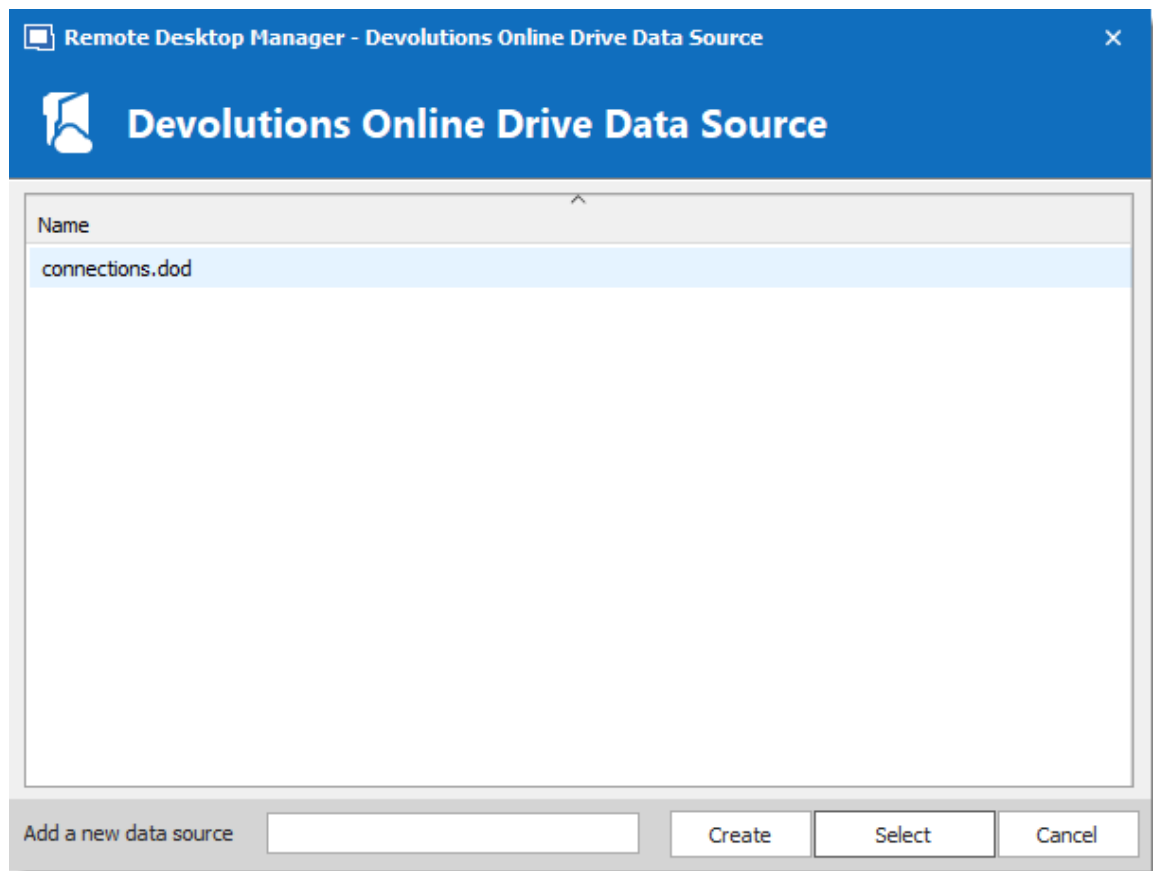 Remote Desktop Manager - Devolutions Online Drive Data Source
Devolutions Online Drive Data Source
Name
connections.dod
Add a new data source
Create
Select
Cancel